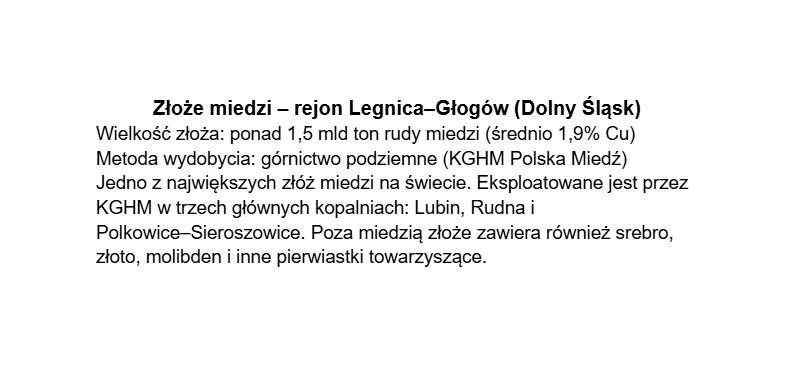 Złoże miedzi – rejon Legnica–Głogów (Dolny Śląsk)
Wielkość złoża: ponad 1,5 mld ton rudy miedzi (średnio 1,9% Cu)
Metoda wydobycia: górnictwo podziemne (KGHM Polska Miedź)
Jedno z największych złóż miedzi na świecie. Eksploatowane jest przez
KGHM w trzech głównych kopalniach: Lubin, Rudna i
Polkowice–Sieroszowice. Poza miedzią złoże zawiera również srebro,
złoto, molibden i inne pierwiastki towarzyszące.